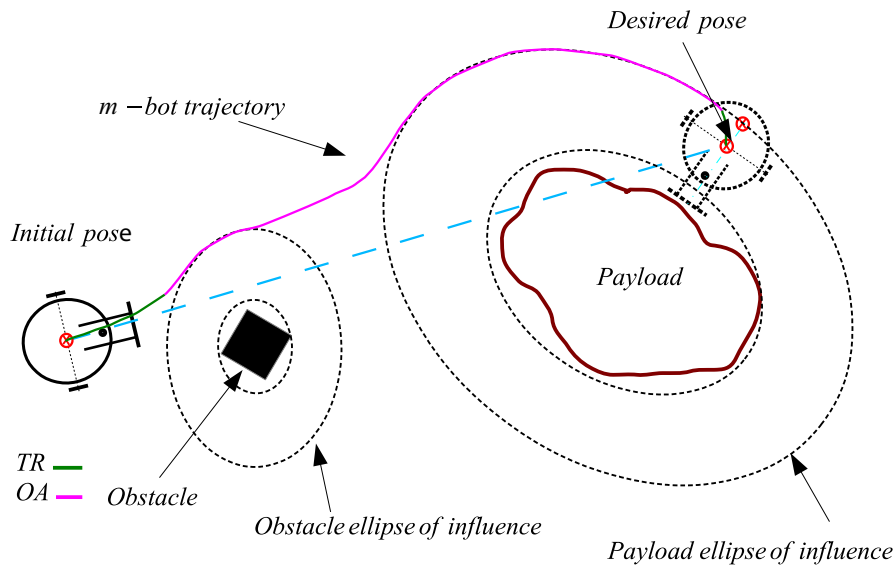 Desired pose
m -bot trajectory
Initial pose
Payload
TR
OA
Obstacle
Obstacle ellipse of influence
Payload ellipse of influence